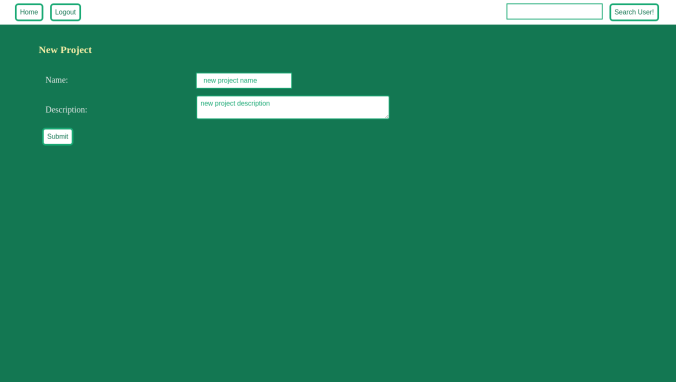 Home Logout Search User!
New Project
Name: new project name
Description: new project description
Submit